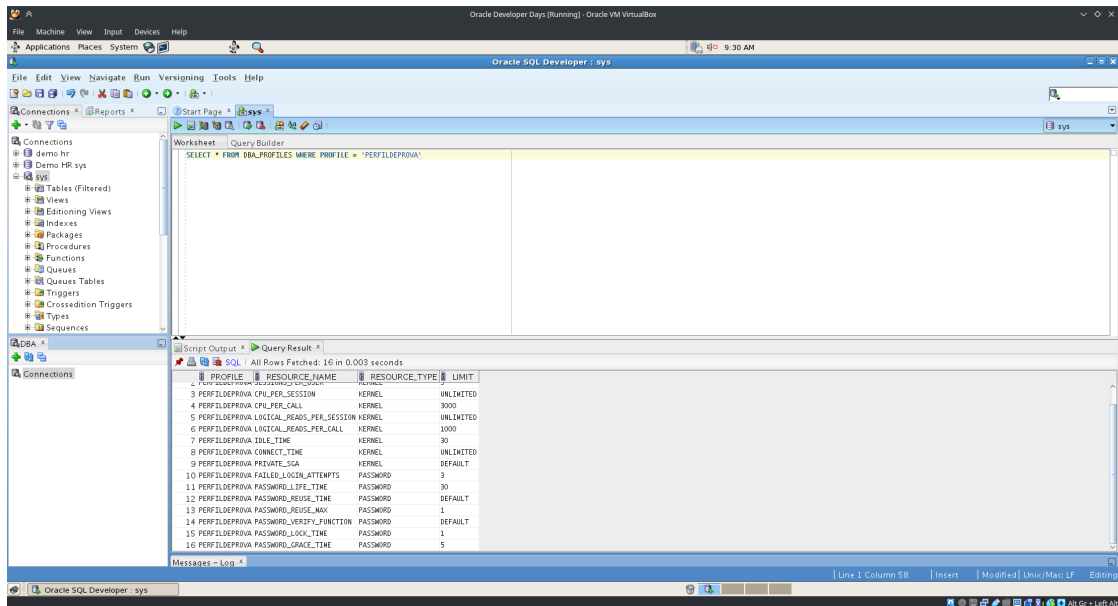 Oracle Developer Days [Running] - Oracle VM VirtualBox
File Machine View Input Devices Help
Applications Places System 9:30 AM
Oracle SQL Developer : sys
File Edit View Navigate Run Versioning Tools Help
Connections Reports Start Page sys
sys
Worksheet Query Builder
SELECT * FROM DBA_PROFILES WHERE PROFILE = 'PERFILDEPROVA'
Connections
demo hr
Demo HR sys
sys
Tables (Filtered)
Views
Editioning Views
Indexes
Packages
Procedures
Functions
Queues
Queues Tables
Triggers
Crossedition Triggers
Types
Sequences
DBA
Connections
Script Output Query Result
SQL All Rows Fetched: 16 in 0.003 seconds
PROFILE RESOURCE_NAME RESOURCE_TYPE LIMIT
2 PERFILDEPROVA SESSIONS_PER_USER KERNEL
3 PERFILDEPROVA CPU_PER_SESSION KERNEL UNLIMITED
4 PERFILDEPROVA CPU_PER_CALL KERNEL 3000
5 PERFILDEPROVA LOGICAL_READS_PER_SESSION KERNEL UNLIMITED
6 PERFILDEPROVA LOGICAL_READS_PER_CALL KERNEL 1000
7 PERFILDEPROVA IDLE_TIME KERNEL 30
8 PERFILDEPROVA CONNECT_TIME KERNEL UNLIMITED
9 PERFILDEPROVA PRIVATE_SGA KERNEL DEFAULT
10 PERFILDEPROVA FAILED_LOGIN_ATTEMPTS PASSWORD 3
11 PERFILDEPROVA PASSWORD_LIFE_TIME PASSWORD 30
12 PERFILDEPROVA PASSWORD_REUSE_TIME PASSWORD DEFAULT
13 PERFILDEPROVA PASSWORD_REUSE_MAX PASSWORD 1
14 PERFILDEPROVA PASSWORD_VERIFY_FUNCTION PASSWORD DEFAULT
15 PERFILDEPROVA PASSWORD_LOCK_TIME PASSWORD 1
16 PERFILDEPROVA PASSWORD_GRACE_TIME PASSWORD 5
Messages - Log
Line 1 Column 58 Insert Modified Unix/Mac: LF Editing
Oracle SQL Developer : sys
Alt Gr + Left Alt